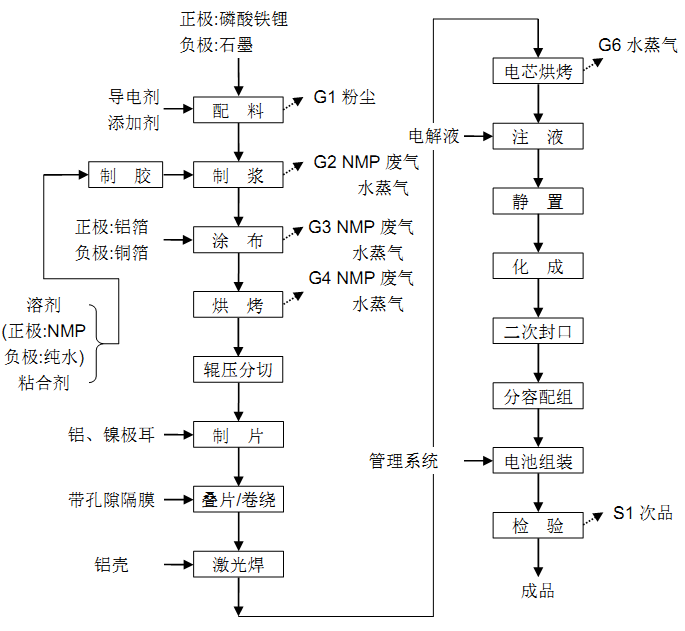 正极:磷酸铁锂
负极:石墨
导电剂
添加剂
配 料
G1 粉尘
制 胶
制 浆
G2 NMP 废气
水蒸气
正极:铝箔
负极:铜箔
涂 布
G3 NMP 废气
水蒸气
烘 烤
G4 NMP 废气
水蒸气
溶剂
(正极:NMP
负极:纯水)
粘合剂
辊压分切
铝、镍极耳
制 片
带孔隙隔膜
叠片/卷绕
铝壳
激光焊
电芯烘烤
G6 水蒸气
电解液
注 液
静 置
化 成
二次封口
分容配组
管理系统
电池组装
检 验
S1 次品
成品